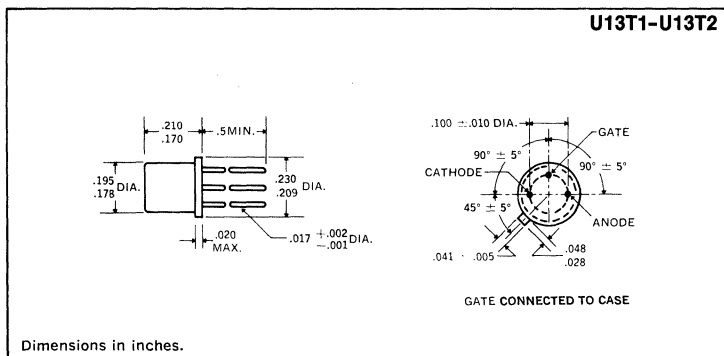 U13T1-U13T2
.210
.170
.5MIN.
.195
.178 DIA.
.230
.209 DIA.
.020
MAX.
.017 +.002
-.001 DIA.
.100 ±.010 DIA.
GATE
90° ± 5°
90° ± 5°
CATHODE
45° ± 5°
ANODE
.041 .005
.048
.028
GATE CONNECTED TO CASE
Dimensions in inches.